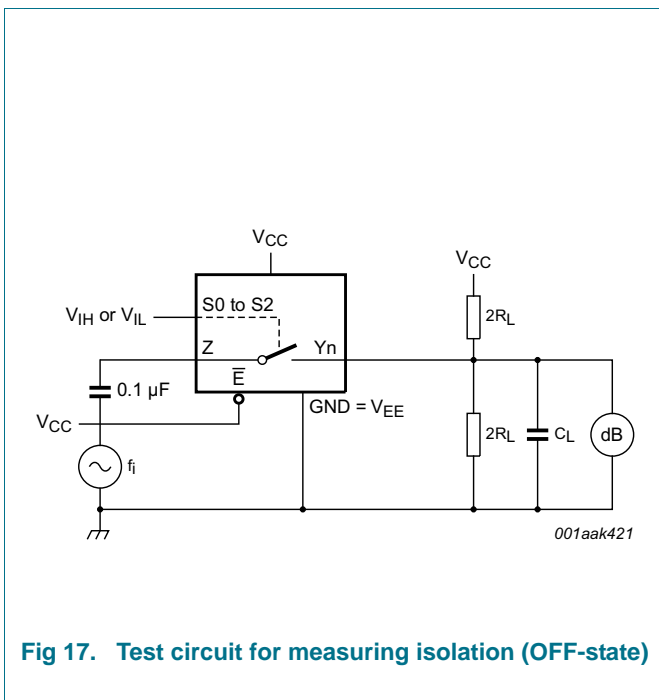 VCC
VCC
S0 to S2
VIH or VIL
2RL
Z
Yn
E
0.1 µF
GND = VEE
VCC
2RL
CL
dB
fi
001aak421
Fig 17. Test circuit for measuring isolation (OFF-state)